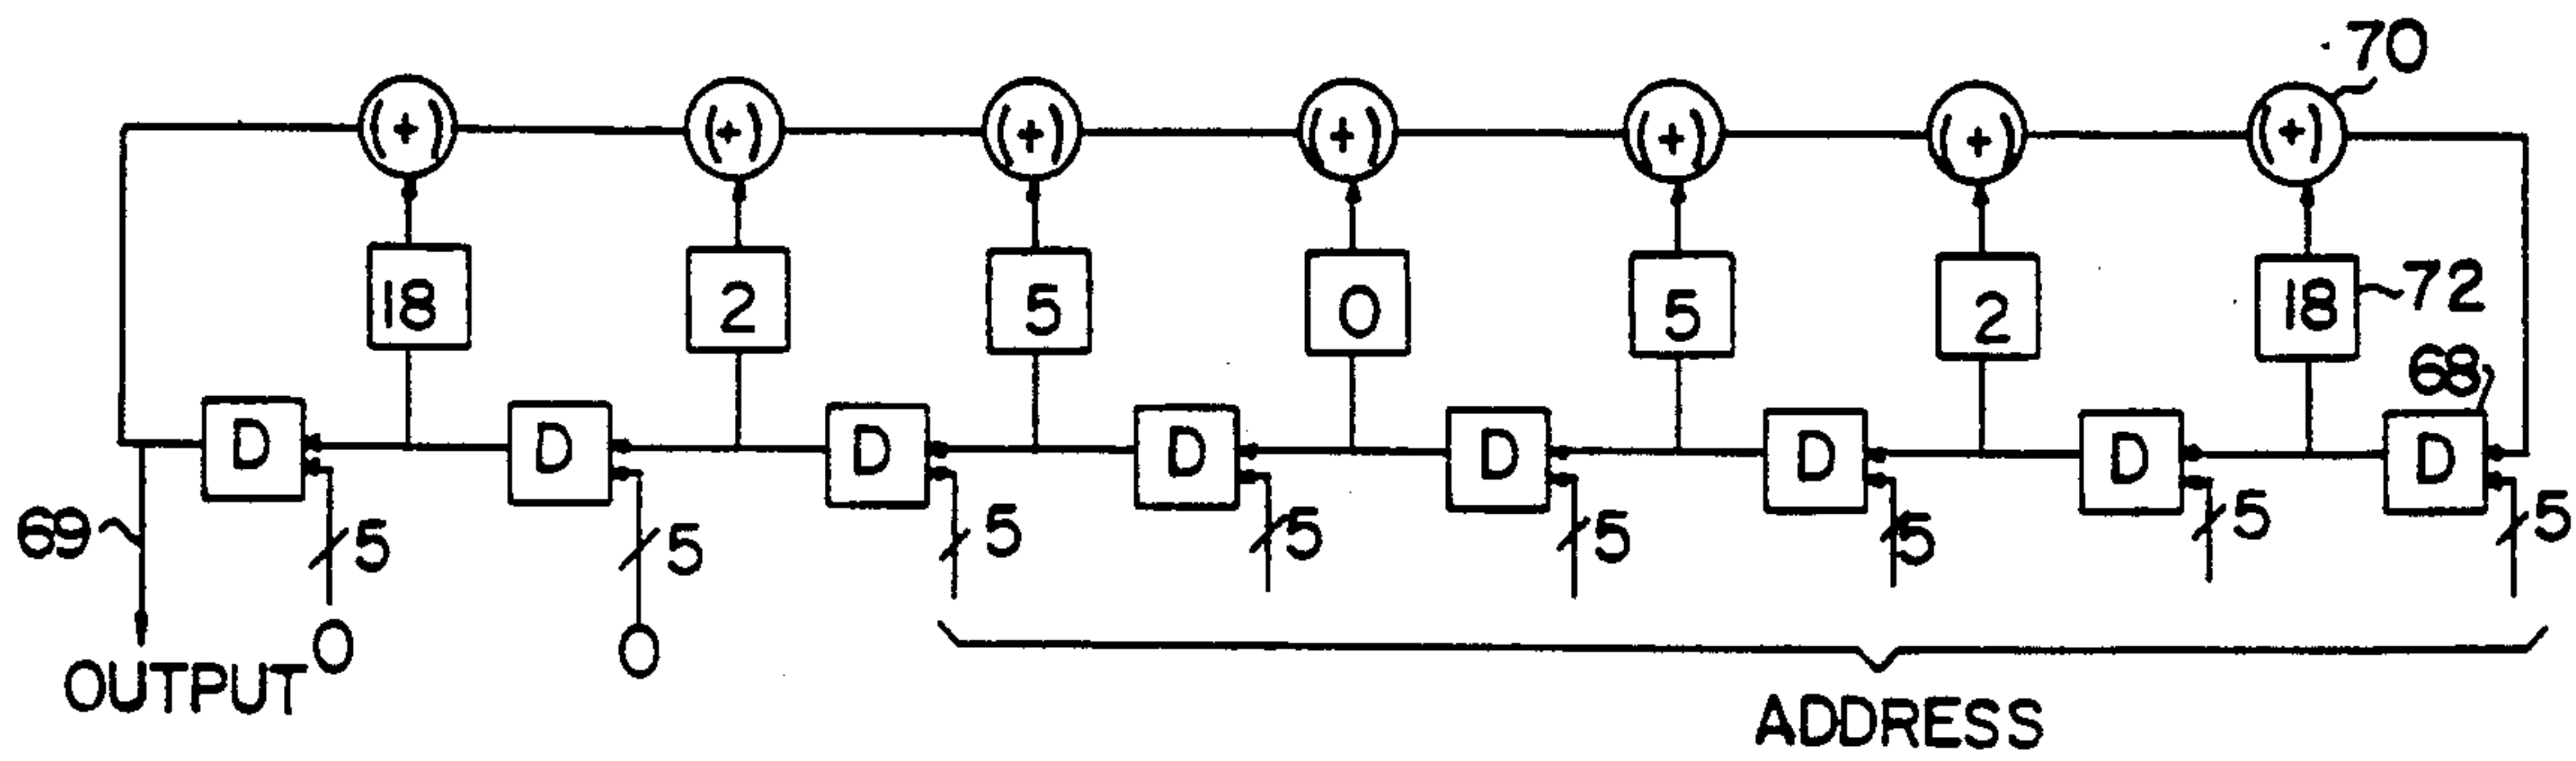 70
(+) (+) (+) (+) (+) (+) (+)
18 2 5 0 5 2 18 72
68
D D D D D D D D
69 5 5 5 5 5 5 5 5
OUTPUT 0 0
ADDRESS